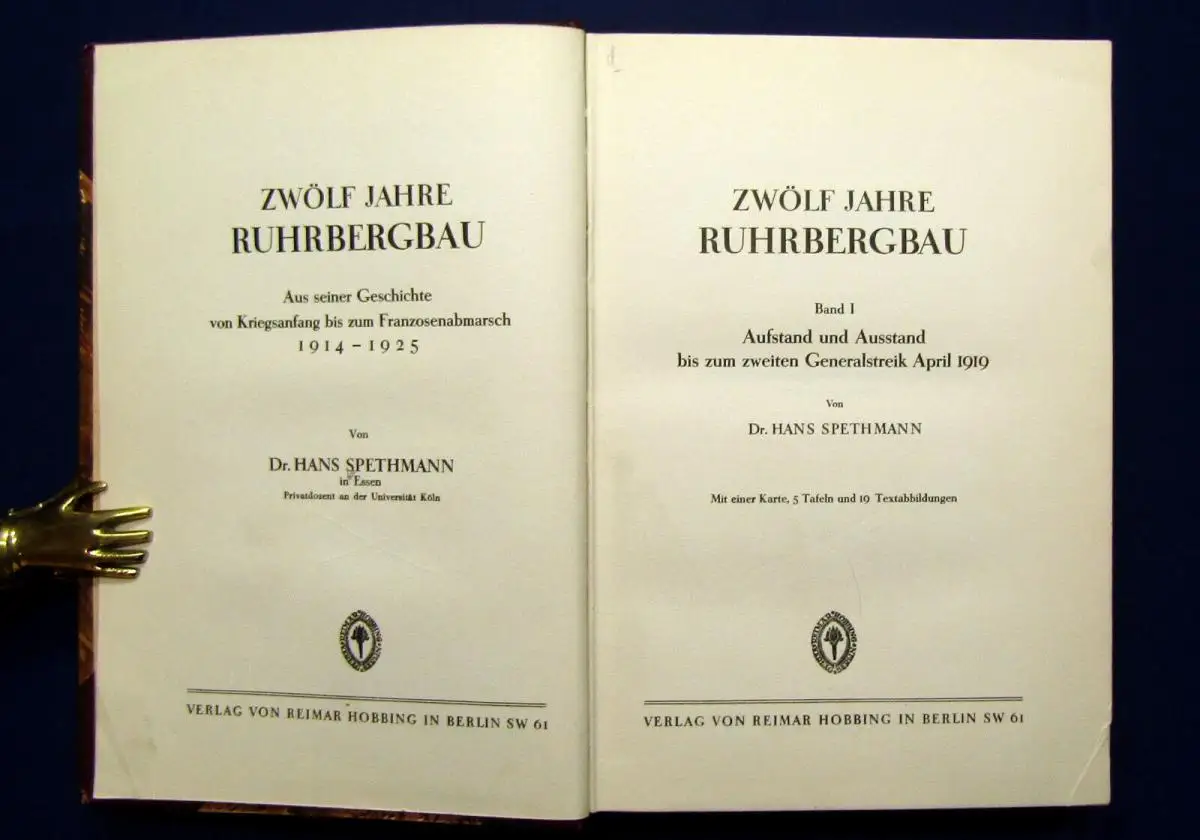 ZWÖLF JAHRE
RUHRBERGBAU
Aus seiner Geschichte
von Kriegsanfang bis zum Franzosenabmarsch
1914 – 1925
Von
Dr. HANS SPETHMANN
in Essen
Privatdozent an der Universität Köln
VERLAG VON REIMAR HOBBING IN BERLIN SW 61
d
ZWÖLF JAHRE
RUHRBERGBAU
Band I
Aufstand und Ausstand
bis zum zweiten Generalstreik April 1919
Von
Dr. HANS SPETHMANN
Mit einer Karte, 5 Tafeln und 19 Textabbildungen
VERLAG VON REIMAR HOBBING IN BERLIN SW 61